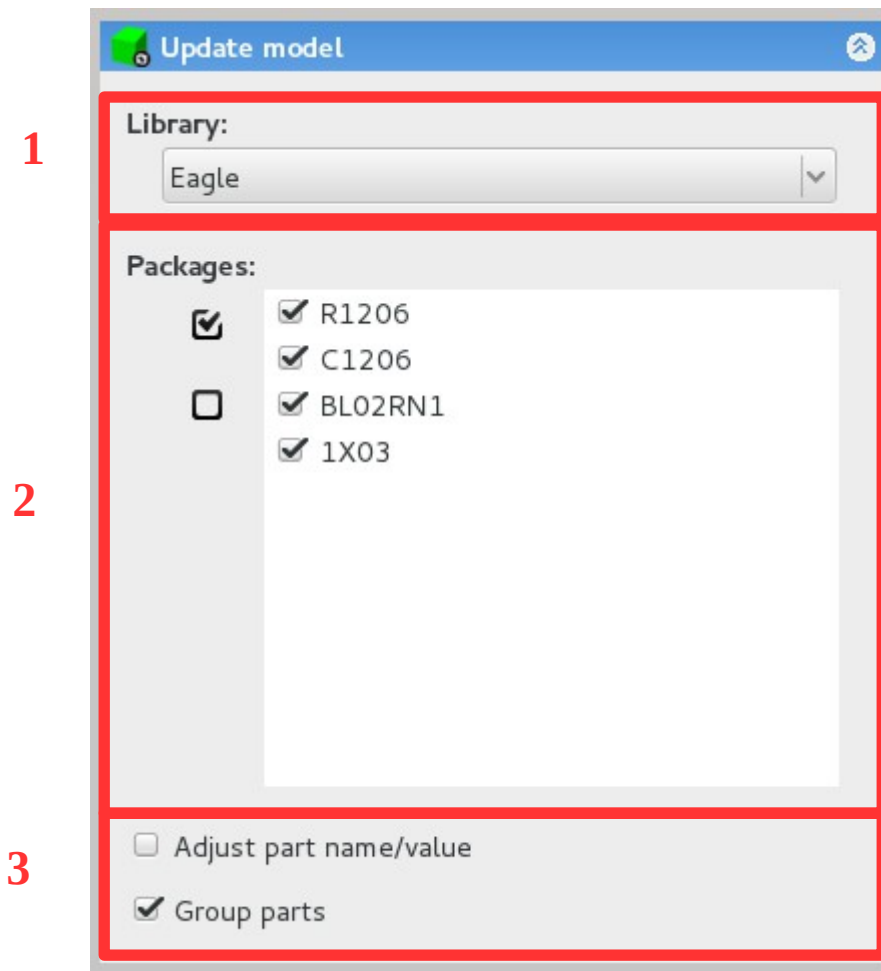 Update model
1
Library:
Eagle
Packages:
R1206
C1206
BL02RN1
1X03
2
3
Adjust part name/value
Group parts